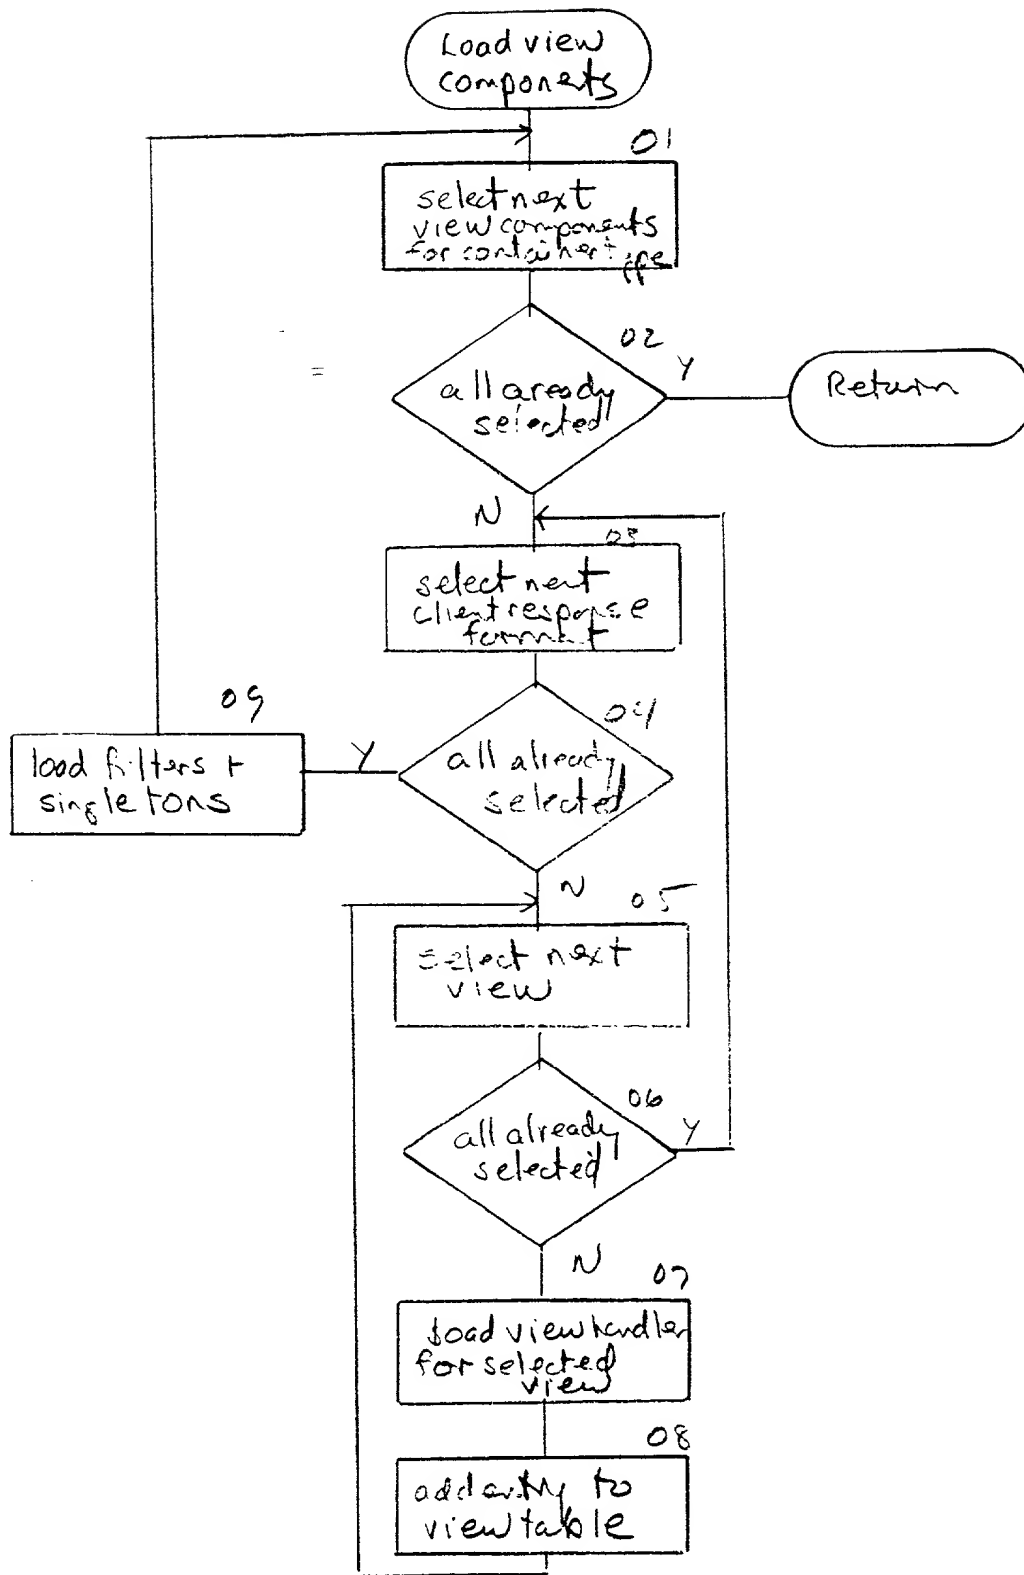 Load view
components
01
select next
view components
for container type
02
all already
selected
Y
Return
N
03
select next
client response
format
09
load filters +
singletons
Y
04
all already
selected
N
05
select next
view
06
all already
selected
Y
N
07
load view handler
for selected
view
08
add entry to
view table